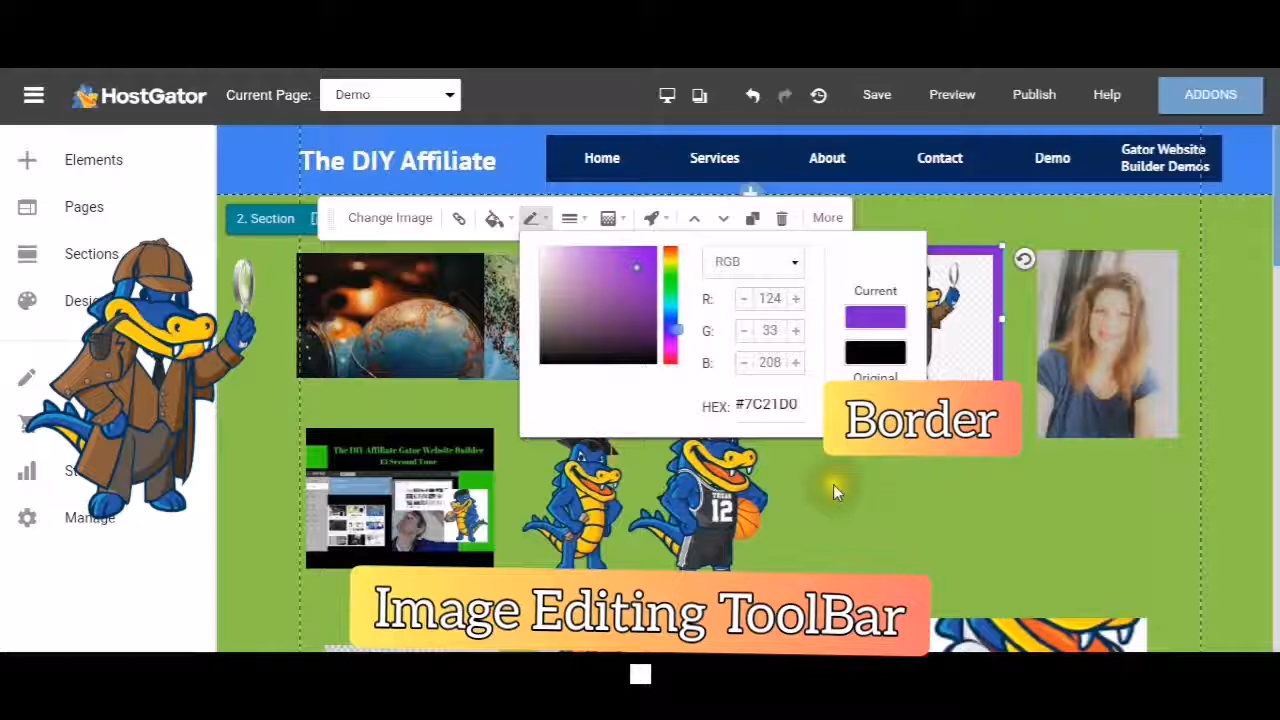 HostGator
Current Page:
Demo
Save
Preview
Publish
Help
ADDONS
Elements
Pages
Sections
Manage
The DIY Affiliate
Home
Services
About
Contact
Demo
Gator Website
Builder Demos
2. Section
Change Image
More
RGB
R:
- 124 +
G:
- 33 +
B:
- 208 +
HEX: #7C21D0
Current
Original
Border
The DIY Affiliate Gator Website Builder
TEXAS
12
Image Editing ToolBar